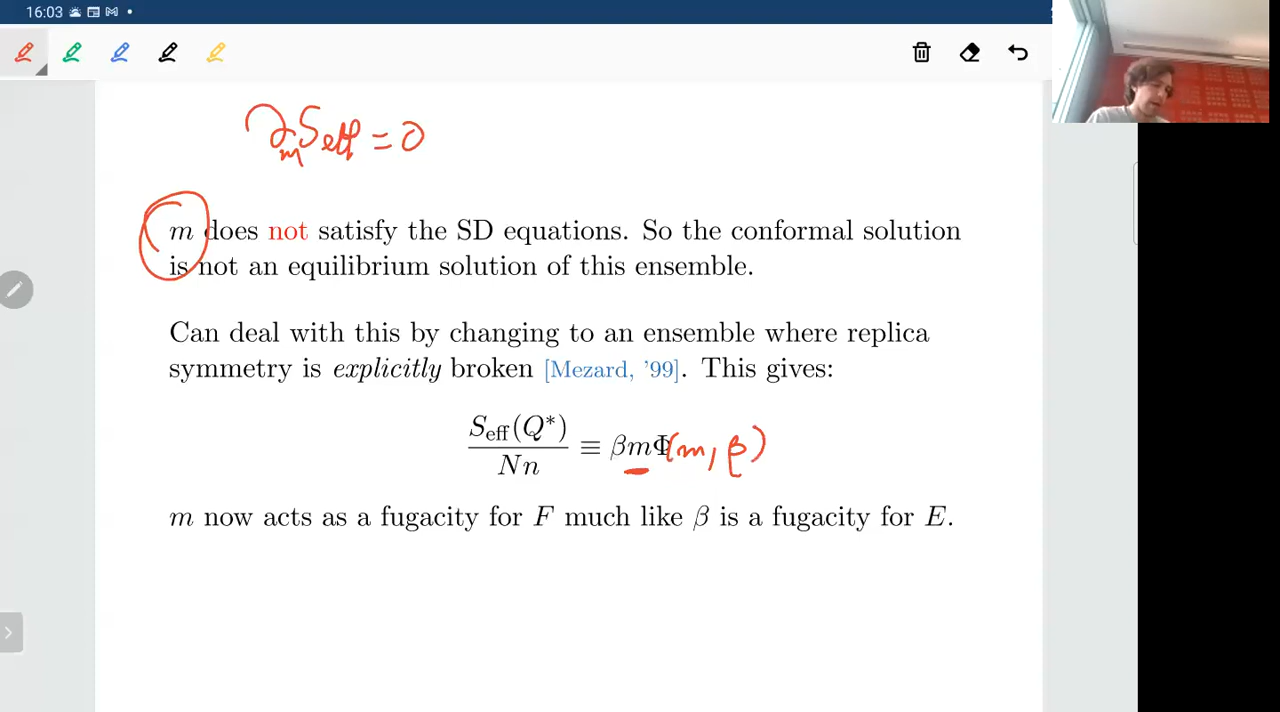 16:03
∂ₘ S_eff = 0
m does not satisfy the SD equations. So the conformal solution
is not an equilibrium solution of this ensemble.
Can deal with this by changing to an ensemble where replica
symmetry is explicitly broken [Mezard, '99]. This gives:
S_eff(Q*) / Nn ≡ βmΦ(m, β)
m now acts as a fugacity for F much like β is a fugacity for E.